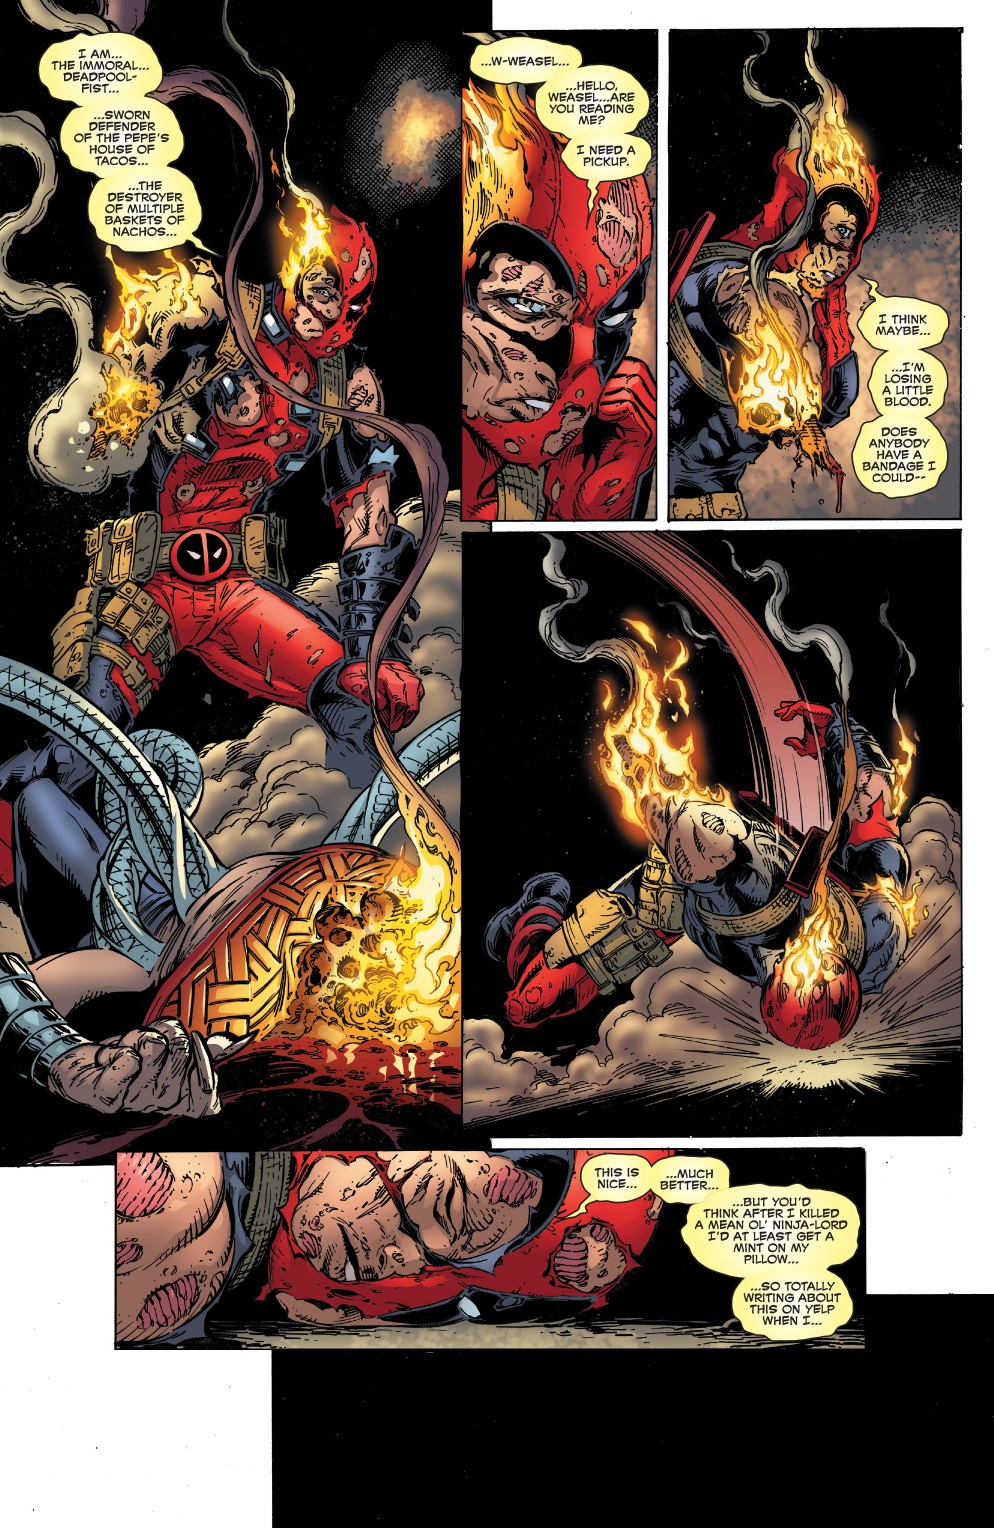 I AM...
THE IMMORAL...
DEADPOOL-
FIST...
...SWORN
DEFENDER
OF THE PEPE'S
HOUSE OF
TACOS...
...THE
DESTROYER
OF MULTIPLE
BASKETS OF
NACHOS...
...W-WEASEL...
...HELLO,
WEASEL...ARE
YOU READING
ME?
I NEED A
PICKUP.
I THINK
MAYBE...
...I'M
LOSING
A LITTLE
BLOOD.
DOES
ANYBODY
HAVE A
BANDAGE I
COULD--
THIS IS
NICE...
...MUCH
BETTER...
...BUT YOU'D
THINK AFTER I KILLED
A MEAN OL' NINJA-LORD
I'D AT LEAST GET A
MINT ON MY
PILLOW...
...SO TOTALLY
WRITING ABOUT
THIS ON YELP
WHEN I...